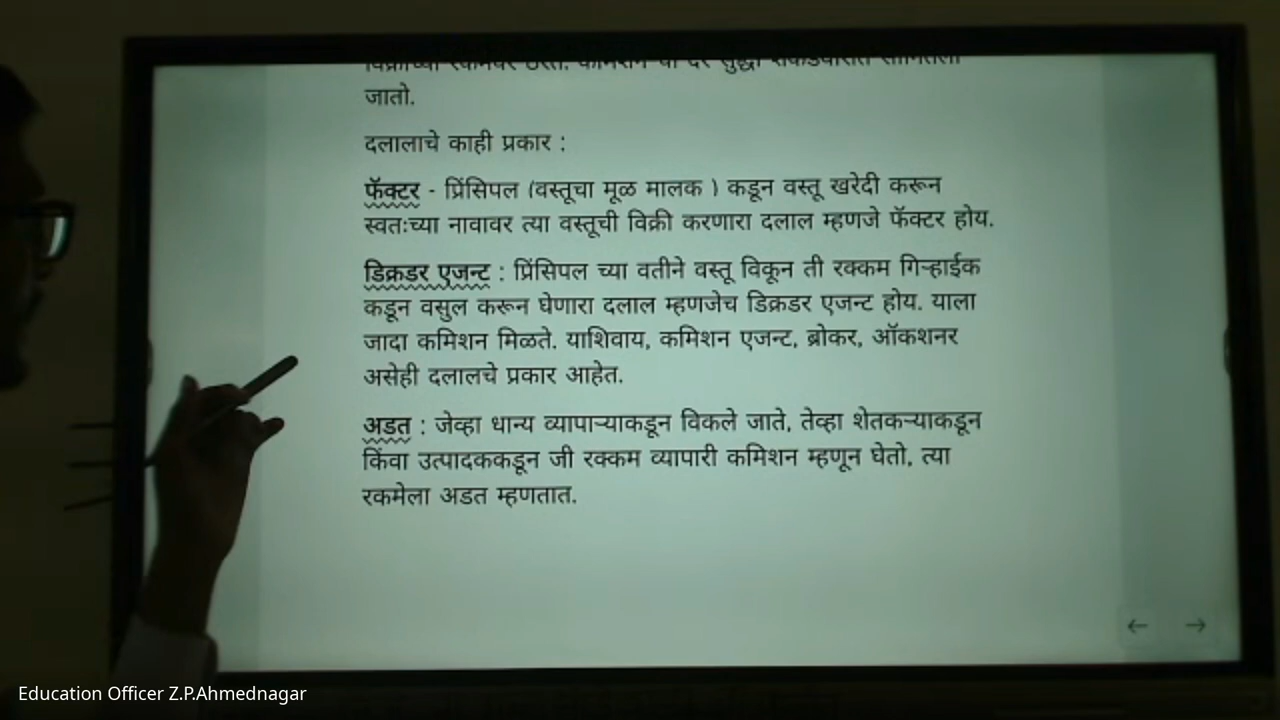 जातो.
दलालाचे काही प्रकार :
फॅक्टर - प्रिंसिपल (वस्तूचा मूळ मालक ) कडून वस्तू खरेदी करून
स्वतःच्या नावावर त्या वस्तूची विक्री करणारा दलाल म्हणजे फॅक्टर होय.
डिक्रडर एजन्ट : प्रिंसिपल च्या वतीने वस्तू विकून ती रक्कम गिऱ्हाईक
कडून वसुल करून घेणारा दलाल म्हणजेच डिक्रडर एजन्ट होय. याला
जादा कमिशन मिळते. याशिवाय, कमिशन एजन्ट, ब्रोकर, ऑकशनर
असेही दलालचे प्रकार आहेत.
अडत : जेव्हा धान्य व्यापाऱ्याकडून विकले जाते, तेव्हा शेतकऱ्याकडून
किंवा उत्पादककडून जी रक्कम व्यापारी कमिशन म्हणून घेतो, त्या
रकमेला अडत म्हणतात.
Education Officer Z.P.Ahmednagar